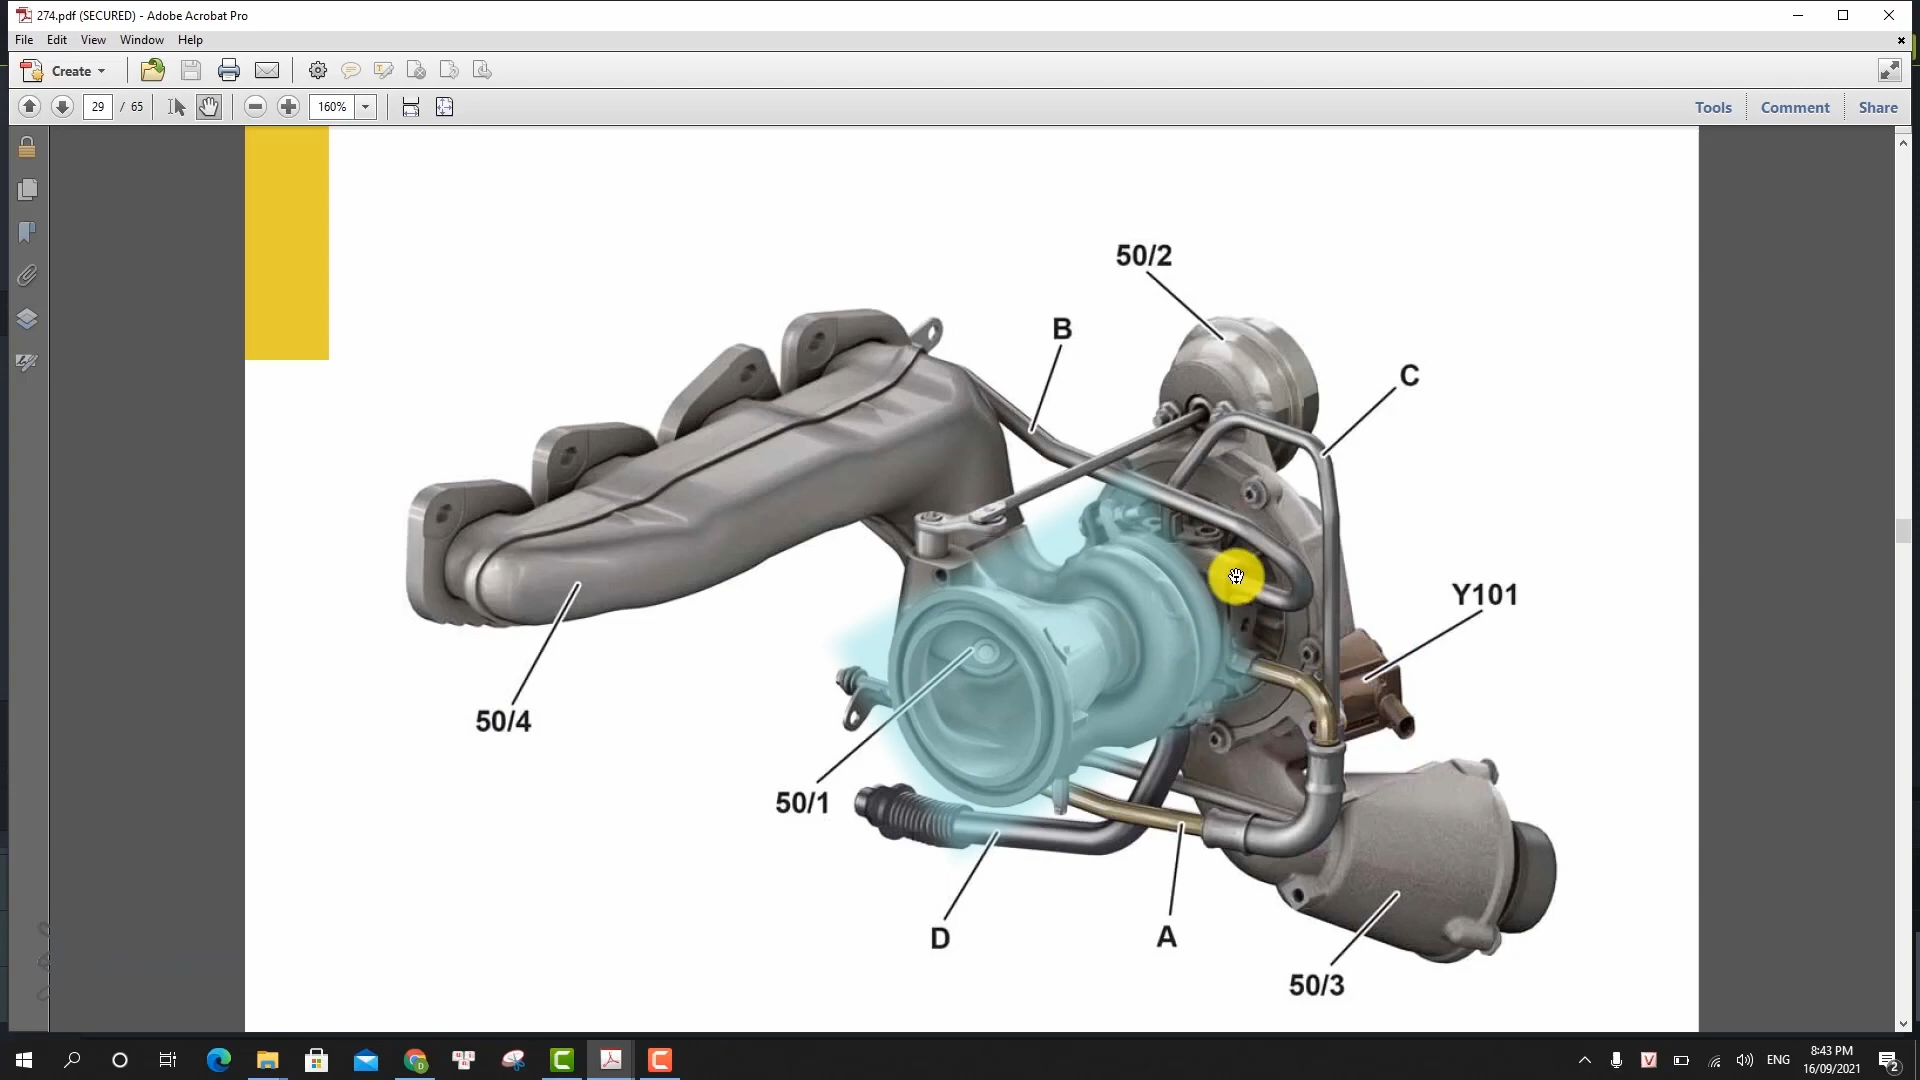 274.pdf (SECURED) - Adobe Acrobat Pro
File Edit View Window Help
Create
29 / 65 160% Tools Comment Share
50/2
B
C
Y101
50/4
50/1
D
A
50/3
ENG
8:43 PM
16/09/2021
2